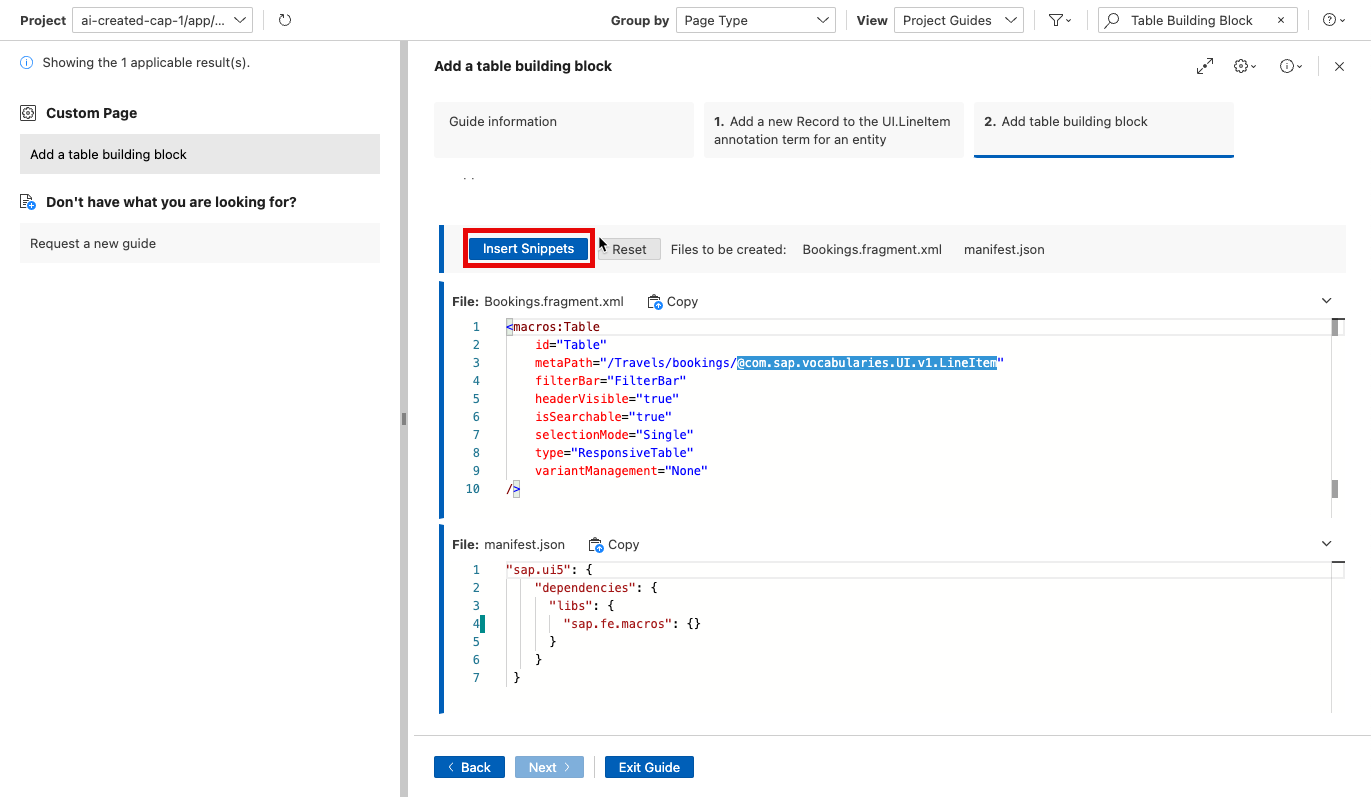 Project ai-created-cap-1/app/... Group by Page Type View Project Guides Table Building Block
Showing the 1 applicable result(s).
Custom Page
Add a table building block
Don't have what you are looking for?
Request a new guide
Add a table building block
Guide information
1. Add a new Record to the UI.LineItem
annotation term for an entity
2. Add table building block
Insert Snippets Reset Files to be created: Bookings.fragment.xml manifest.json
File: Bookings.fragment.xml Copy
1 <macros:Table
2 id="Table"
3 metaPath="/Travels/bookings/@com.sap.vocabularies.UI.v1.LineItem"
4 filterBar="FilterBar"
5 headerVisible="true"
6 isSearchable="true"
7 selectionMode="Single"
8 type="ResponsiveTable"
9 variantManagement="None"
10 />
File: manifest.json Copy
1 "sap.ui5": {
2 "dependencies": {
3 "libs": {
4 "sap.fe.macros": {}
5 }
6 }
7 }
Back Next Exit Guide